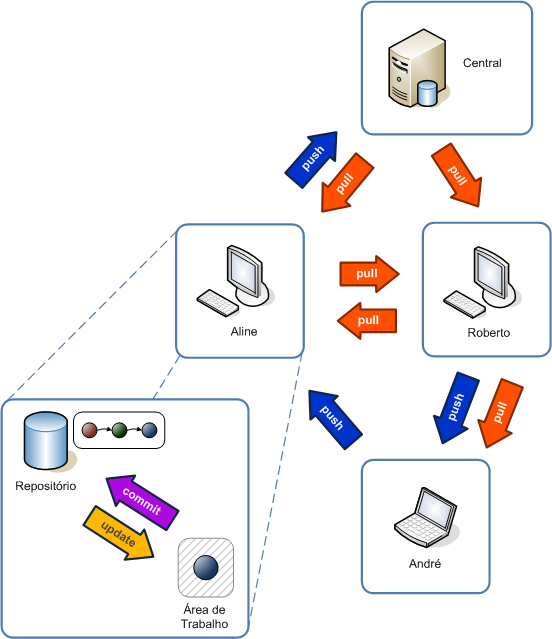 Central
push
pull
pull
Aline
pull
pull
Roberto
push
push
pull
Repositório
commit
update
André
Área de
Trabalho